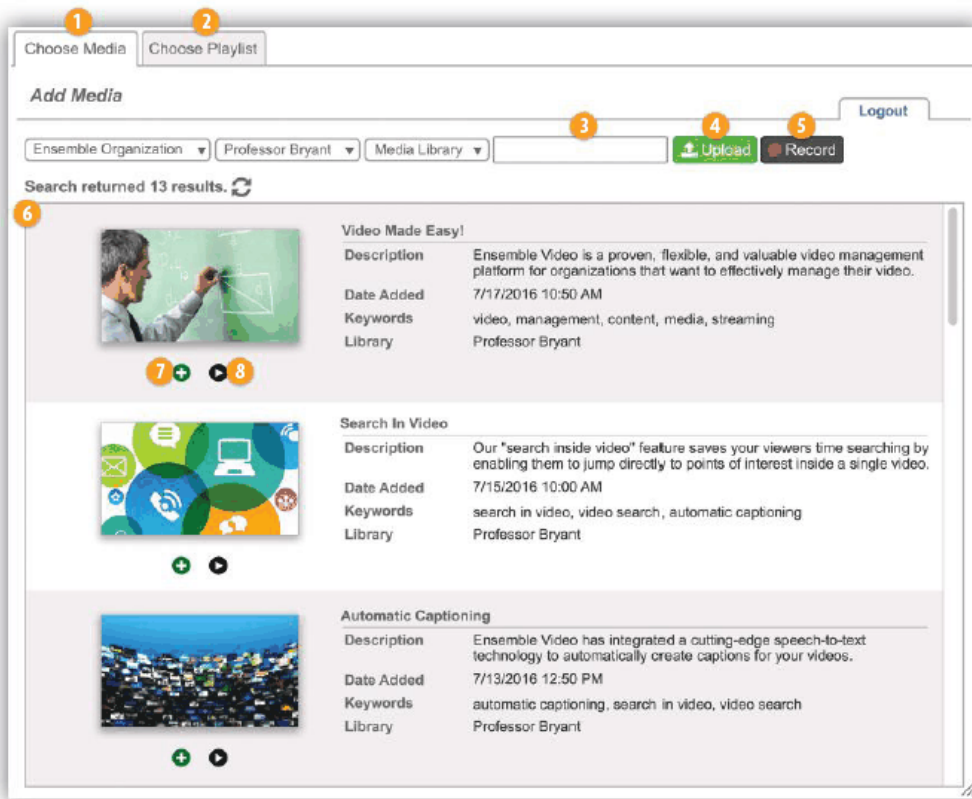 1 2
Choose Media Choose Playlist
Add Media
Logout
3 4 5
Ensemble Organization Professor Bryant Media Library Upload Record
Search returned 13 results.
6
Video Made Easy!
Description Ensemble Video is a proven, flexible, and valuable video management
platform for organizations that want to effectively manage their video.
Date Added 7/17/2016 10:50 AM
Keywords video, management, content, media, streaming
Library Professor Bryant
7 8
Search In Video
Description Our "search inside video" feature saves your viewers time searching by
enabling them to jump directly to points of interest inside a single video.
Date Added 7/15/2016 10:00 AM
Keywords search in video, video search, automatic captioning
Library Professor Bryant
Automatic Captioning
Description Ensemble Video has integrated a cutting-edge speech-to-text
technology to automatically create captions for your videos.
Date Added 7/13/2016 12:50 PM
Keywords automatic captioning, search in video, video search
Library Professor Bryant